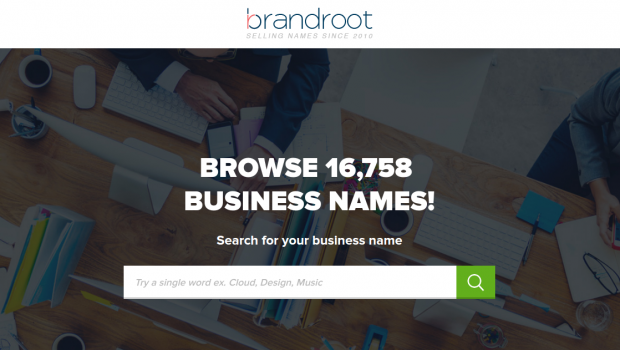 brandroot
SELLING NAMES SINCE 2010
BROWSE 16,758
BUSINESS NAMES!
Search for your business name
Try a single word ex. Cloud, Design, Music